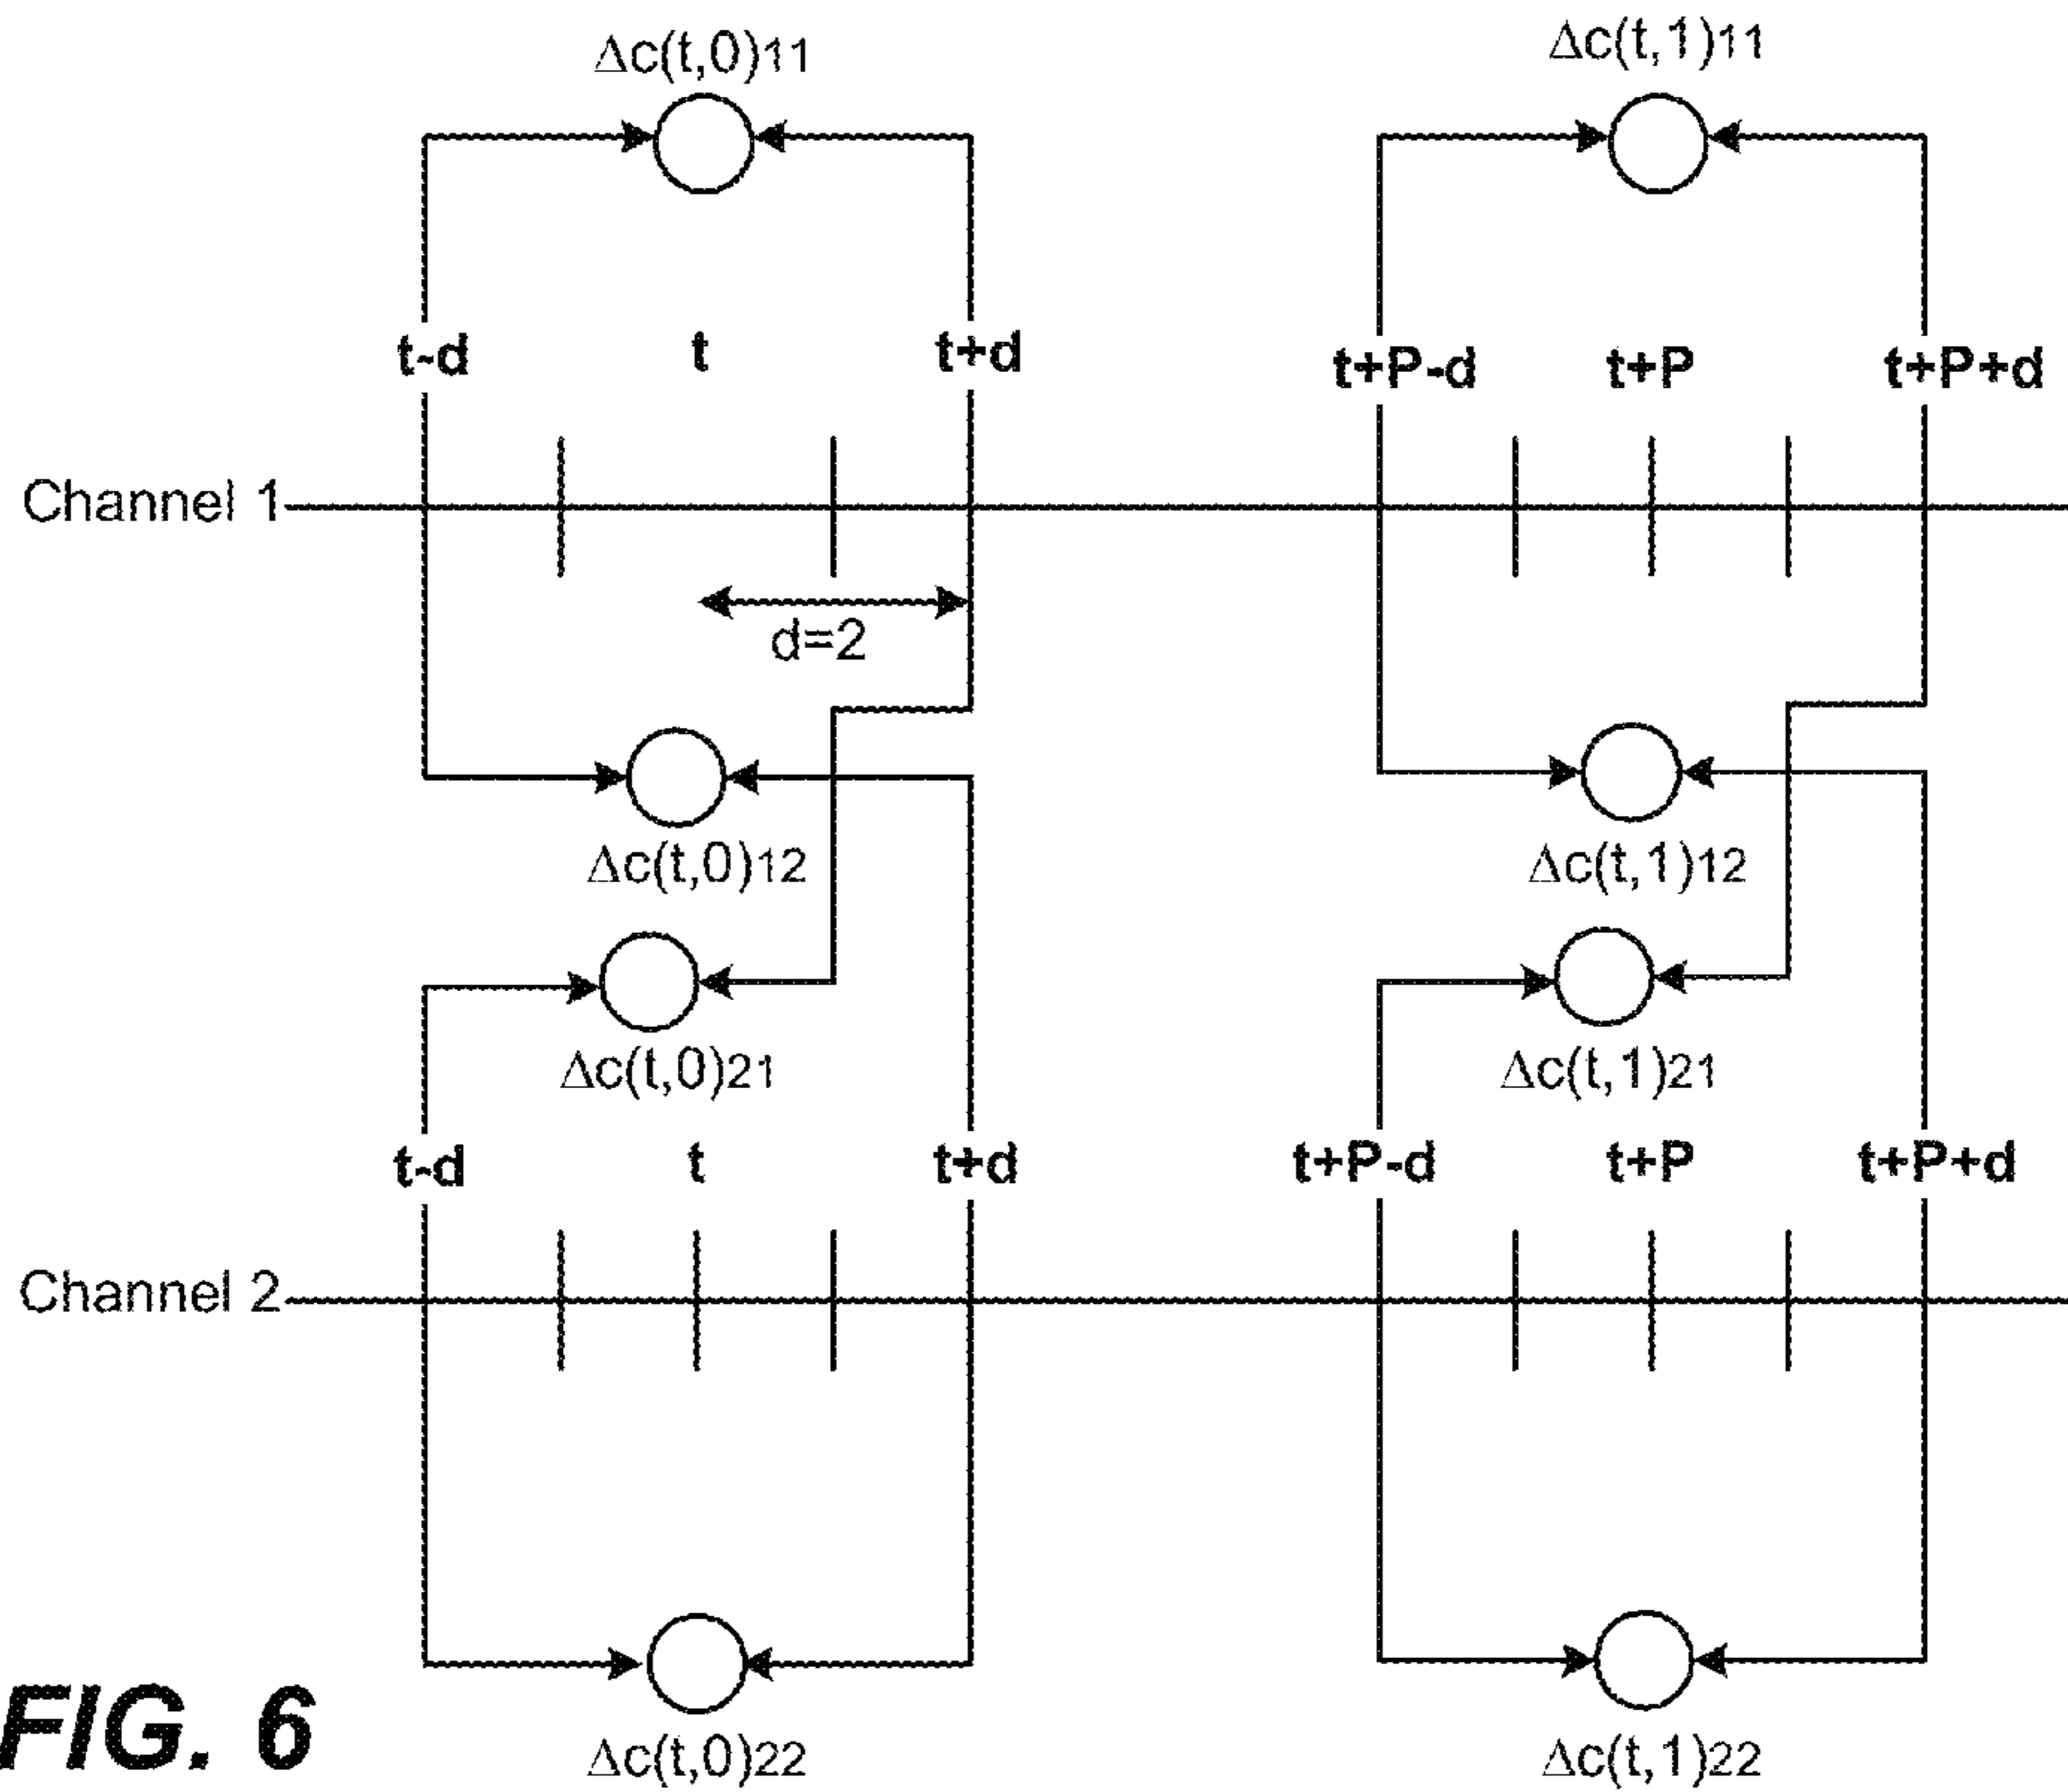 Δc(t,0)11 Δc(t,1)11
t-d t t+d t+P-d t+P t+P+d
Channel 1
d=2
Δc(t,0)12 Δc(t,1)12
Δc(t,0)21 Δc(t,1)21
t-d t t+d t+P-d t+P t+P+d
Channel 2
FIG. 6
Δc(t,0)22 Δc(t,1)22